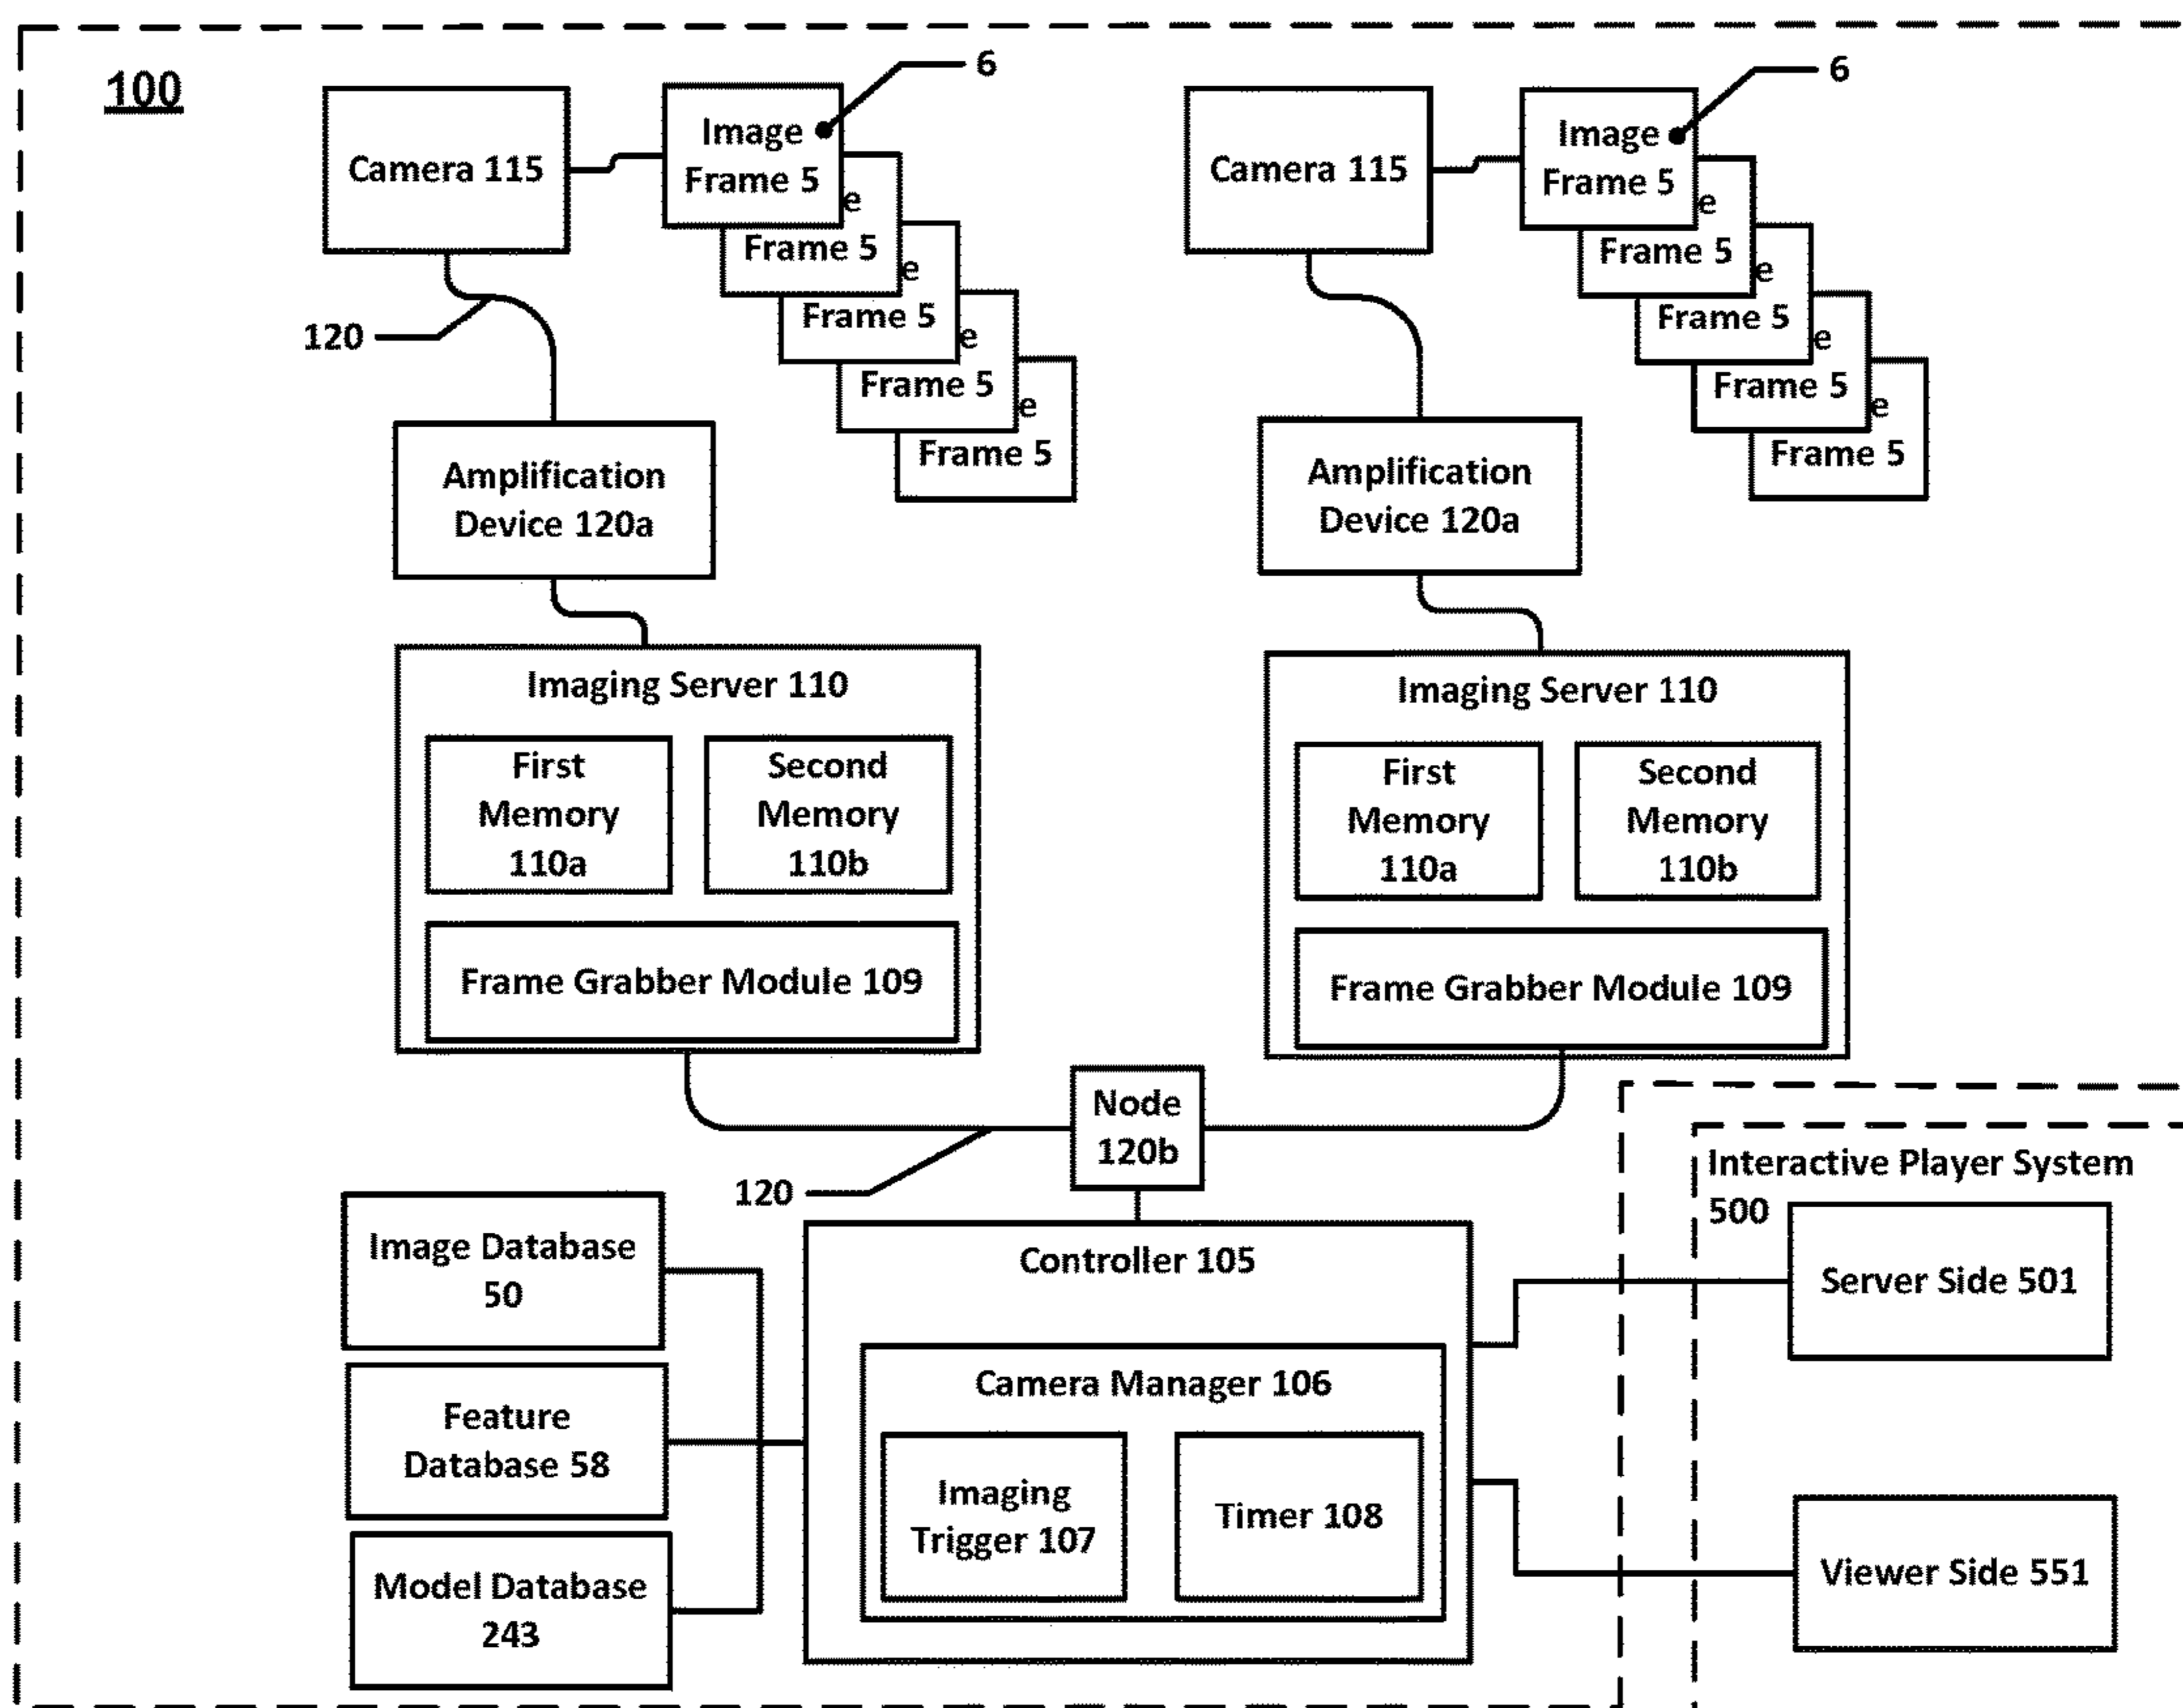 100
6
6
Camera 115
Image
Frame 5
e
Frame 5
e
Frame 5
e
Frame 5
e
Frame 5
Camera 115
Image
Frame 5
e
Frame 5
e
Frame 5
e
Frame 5
e
Frame 5
120
Amplification
Device 120a
Amplification
Device 120a
Imaging Server 110
First
Memory
110a
Second
Memory
110b
Frame Grabber Module 109
Imaging Server 110
First
Memory
110a
Second
Memory
110b
Frame Grabber Module 109
Node
120b
120
Interactive Player System
500
Image Database
50
Feature
Database 58
Model Database
243
Controller 105
Camera Manager 106
Imaging
Trigger 107
Timer 108
Server Side 501
Viewer Side 551